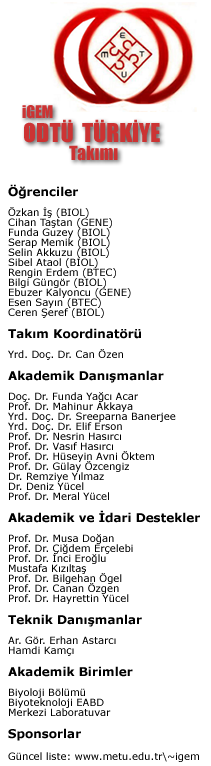 E
M T
U
iGEM
ODTÜ TÜRKİYE
Takımı
Öğrenciler
Özkan İş (BIOL)
Cihan Taştan (GENE)
Funda Güzey (BIOL)
Serap Memik (BIOL)
Selin Akkuzu (BIOL)
Sibel Ataol (BIOL)
Rengin Erdem (BTEC)
Bilgi Güngör (BIOL)
Ebuzer Kalyoncu (GENE)
Esen Sayın (BTEC)
Ceren Şeref (BIOL)
Takım Koordinatörü
Yrd. Doç. Dr. Can Özen
Akademik Danışmanlar
Doç. Dr. Funda Yağcı Acar
Prof. Dr. Mahinur Akkaya
Yrd. Doç. Dr. Sreeparna Banerjee
Yrd. Doç. Dr. Elif Erson
Prof. Dr. Nesrin Hasırcı
Prof. Dr. Vasıf Hasırcı
Prof. Dr. Hüseyin Avni Öktem
Prof. Dr. Gülay Özcengiz
Dr. Remziye Yılmaz
Dr. Deniz Yücel
Prof. Dr. Meral Yücel
Akademik ve İdari Destekler
Prof. Dr. Musa Doğan
Prof. Dr. Çiğdem Erçelebi
Prof. Dr. İnci Eroğlu
Mustafa Kızıltaş
Prof. Dr. Bilgehan Ögel
Prof. Dr. Canan Özgen
Prof. Dr. Hayrettin Yücel
Teknik Danışmanlar
Ar. Gör. Erhan Astarcı
Hamdi Kamçı
Akademik Birimler
Biyoloji Bölümü
Biyoteknoloji EABD
Merkezi Laboratuvar
Sponsorlar
Güncel liste: www.metu.edu.tr\~igem